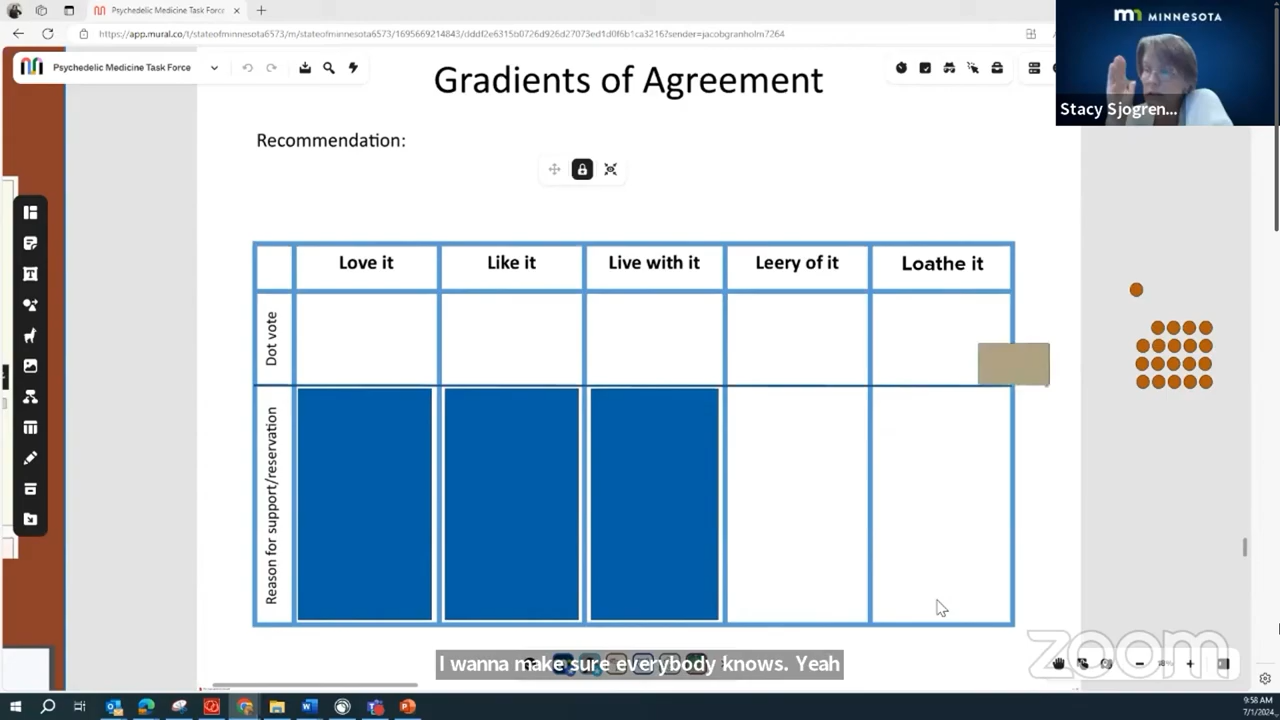 Psychedelic Medicine Task Force
https://app.mural.co/t/stateofminnesota6573/m/stateofminnesota6573/1695669214843/dddf2e6315b0726d926d27073ed1d0f6b1ca3216?sender=jacobgranholm7264
Psychedelic Medicine Task Force
MINNESOTA
Stacy Sjogren...
Gradients of Agreement
Recommendation:
Love it
Like it
Live with it
Leery of it
Loathe it
Dot vote
Reason for support/reservation
I wanna make sure everybody knows. Yeah
zoom
9:58 AM
7/1/2024